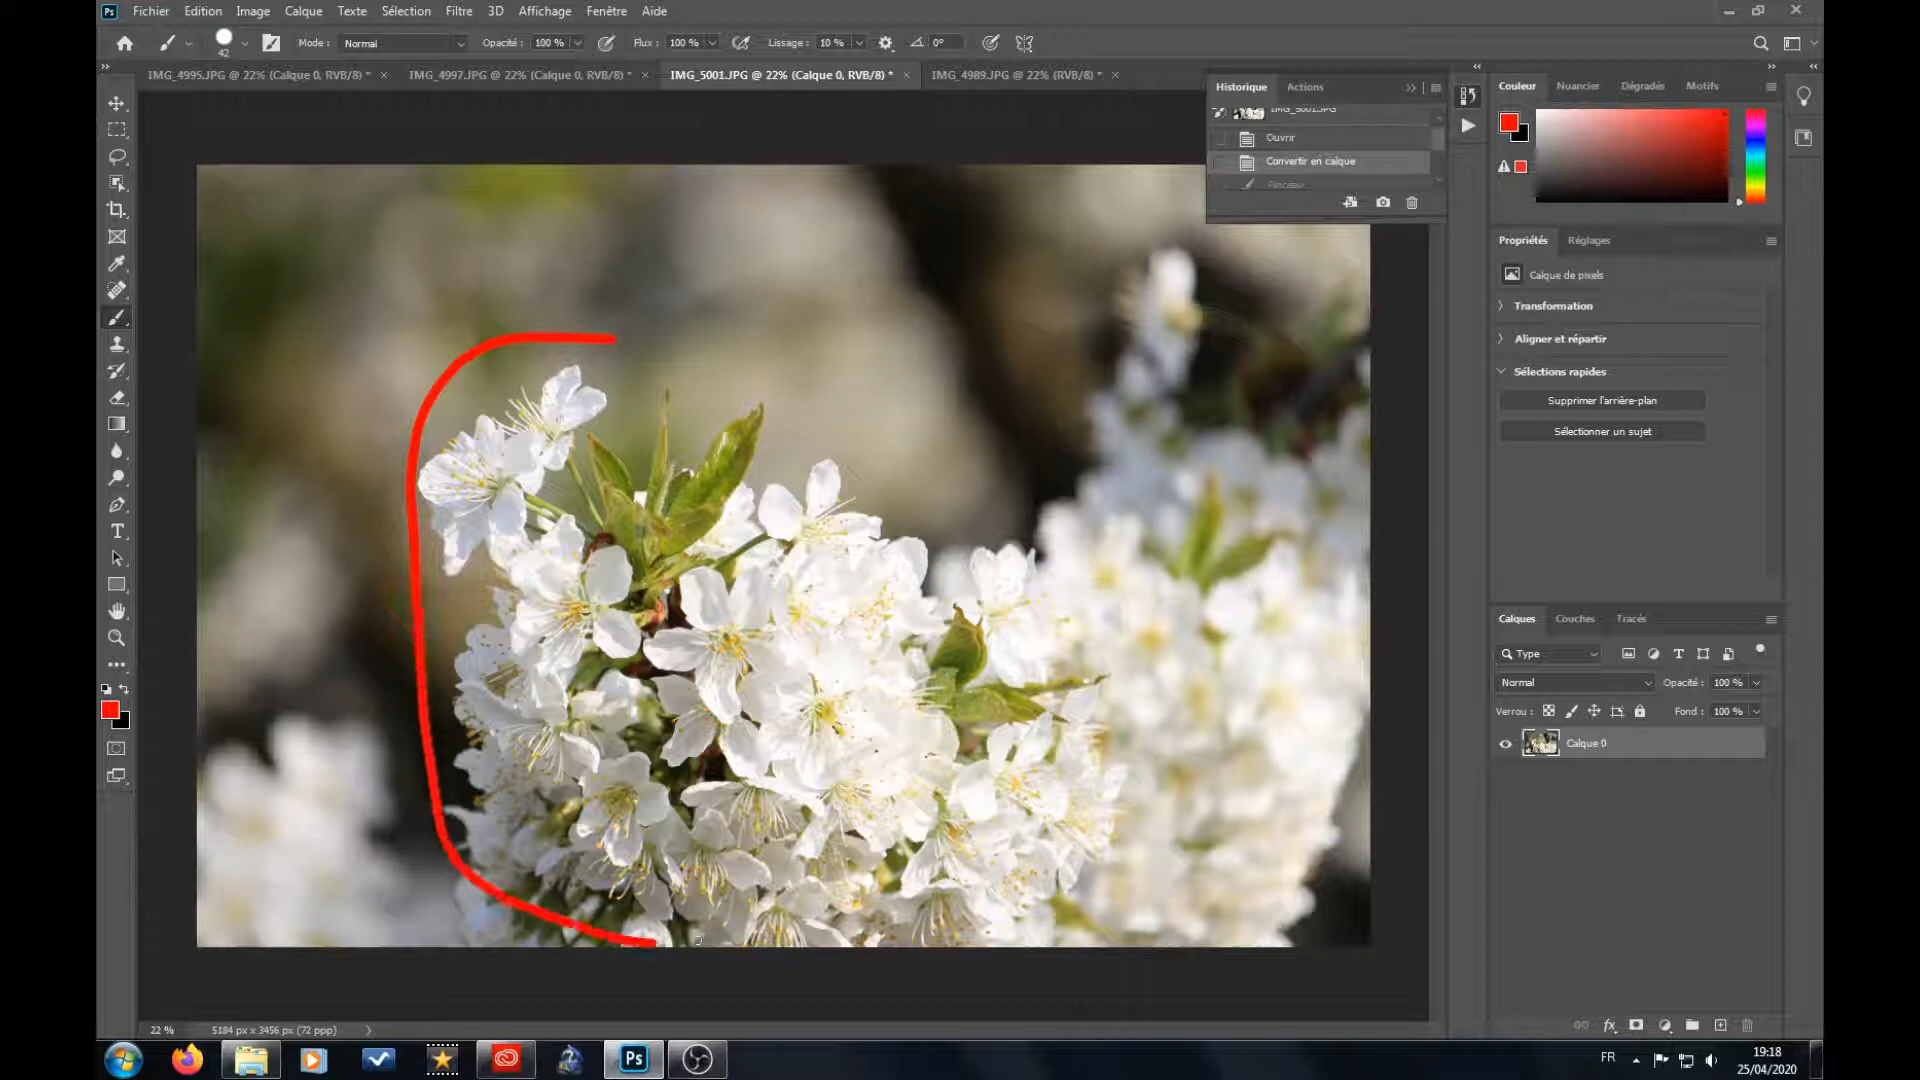 Ps Fichier Edition Image Calque Texte Sélection Filtre 3D Affichage Fenêtre Aide
42 Mode : Normal Opacité : 100 % Flux : 100 % Lissage : 10 % 0°
IMG_4995.JPG @ 22% (Calque 0, RVB/8) * IMG_4997.JPG @ 22% (Calque 0, RVB/8) * IMG_5001.JPG @ 22% (Calque 0, RVB/8) * IMG_4989.JPG @ 22% (RVB/8) *
Historique Actions
IMG_5001.JPG
Ouvrir
Convertir en calque
Pinceau
Couleur Nuancier Dégradés Motifs
Propriétés Réglages
Calque de pixels
Transformation
Aligner et répartir
Sélections rapides
Supprimer l'arrière-plan
Sélectionner un sujet
Calques Couches Tracés
Type
Normal Opacité : 100 %
Verrou : Fond : 100 %
Calque 0
22 % 5184 px x 3456 px (72 ppp)
Ps FR 19:18
25/04/2020